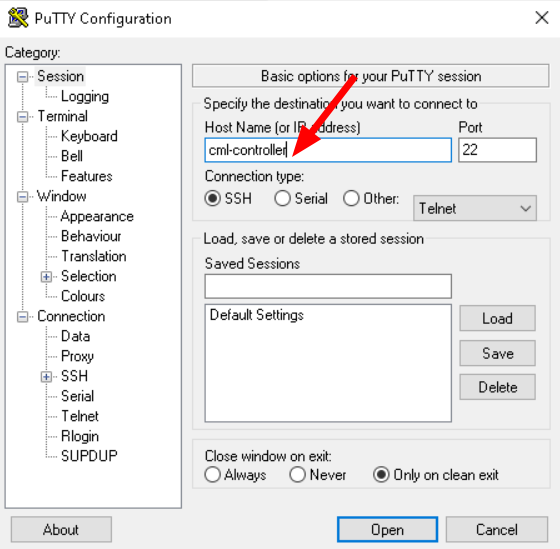 PuTTY Configuration
Category:
Session
Logging
Terminal
Keyboard
Bell
Features
Window
Appearance
Behaviour
Translation
Selection
Colours
Connection
Data
Proxy
SSH
Serial
Telnet
Rlogin
SUPDUP
Basic options for your PuTTY session
Specify the destination you want to connect to
Host Name (or IP address) Port
cml-controller 22
Connection type:
SSH Serial Other: Telnet
Load, save or delete a stored session
Saved Sessions
Default Settings
Load
Save
Delete
Close window on exit:
Always Never Only on clean exit
About Open Cancel